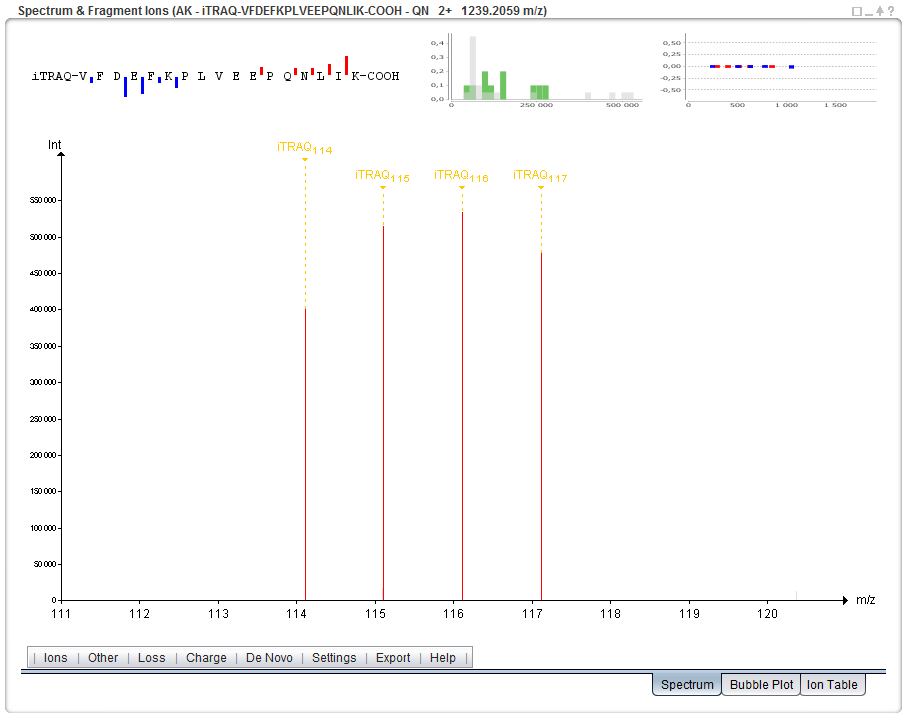 Spectrum & Fragment Ions (AK - iTRAQ-VFDEFKPLVEEPQNLIK-COOH - QN 2+ 1239.2059 m/z)
iTRAQ-V F D E F K P L V E E P Q N L I K-COOH
0,4
0,3
0,2
0,1
0,0
0 250 000 500 000
0,50
0,25
0,00
-0,25
-0,50
0 500 1 000 1 500
Int
iTRAQ114
iTRAQ115 iTRAQ116 iTRAQ117
550 000
500 000
450 000
400 000
350 000
300 000
250 000
200 000
150 000
100 000
50 000
0
m/z
111 112 113 114 115 116 117 118 119 120
Ions | Other | Loss | Charge | De Novo | Settings | Export | Help
Spectrum Bubble Plot Ion Table